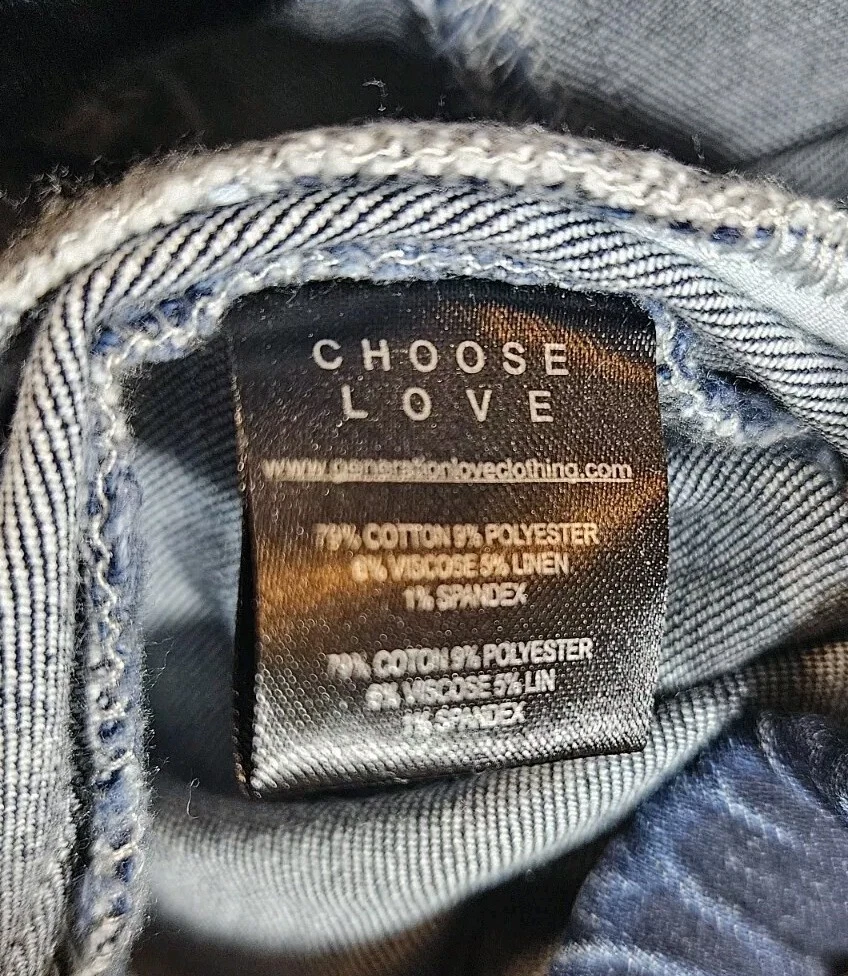 CHOOSE
LOVE
www.generationloveclothing.com
79% COTTON 9% POLYESTER
6% VISCOSE 5% LINEN
1% SPANDEX
79% COTON 9% POLYESTER
6% VISCOSE 5% LIN
1% SPANDEX